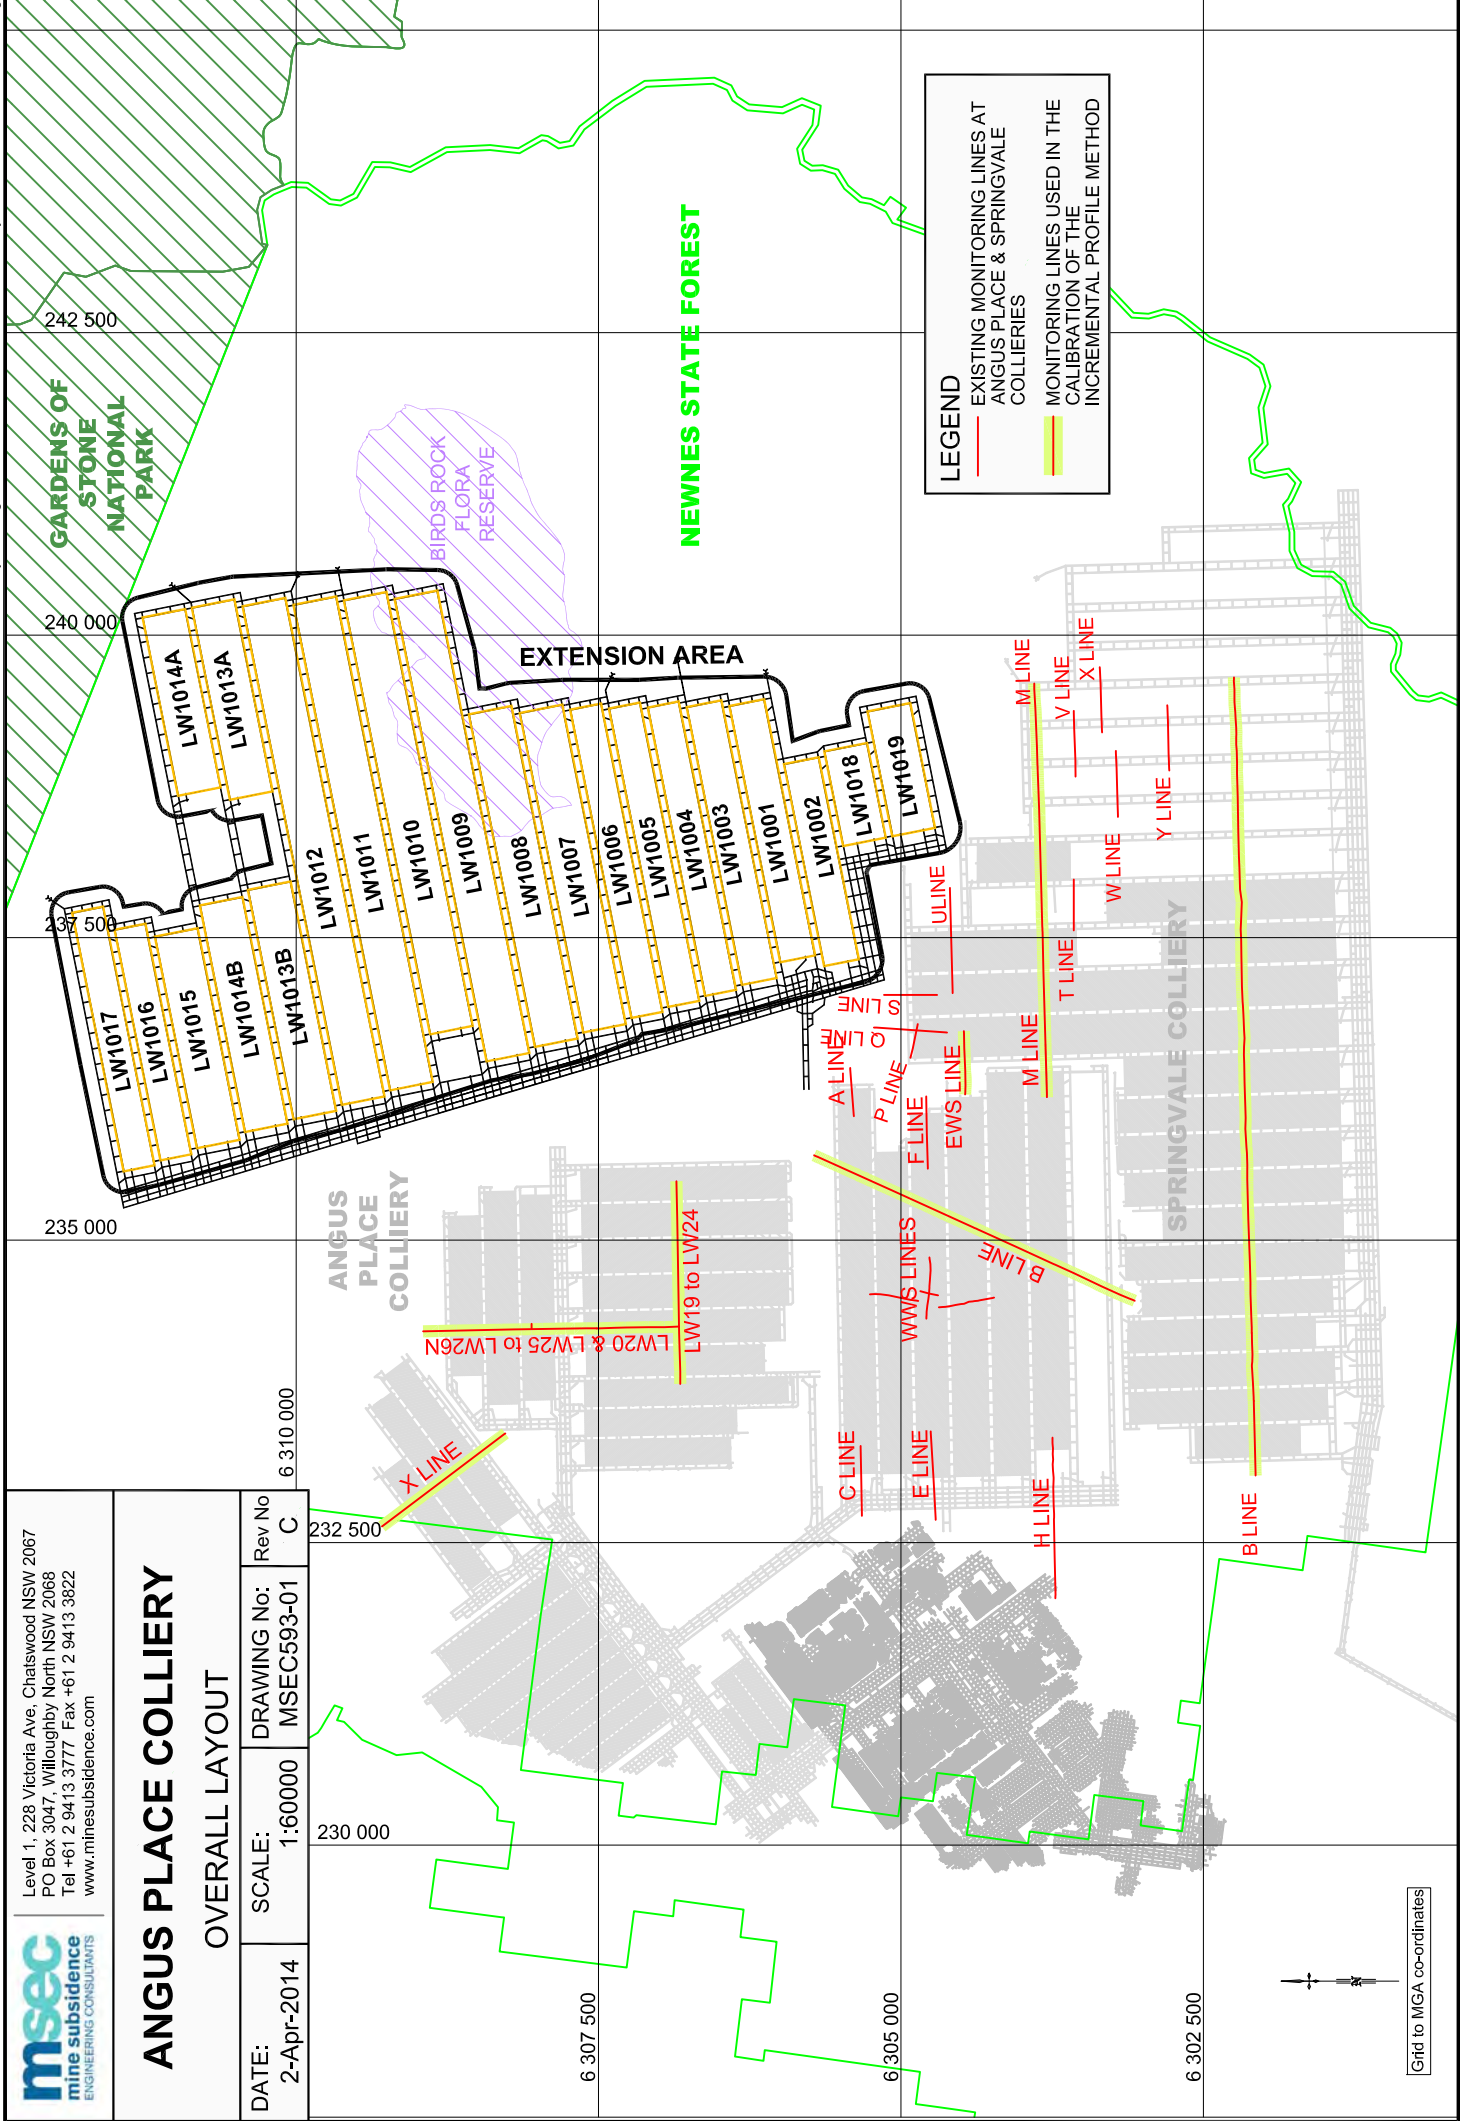 msec
mine subsidence
ENGINEERING CONSULTANTS
Level 1, 228 Victoria Ave, Chatswood NSW 2067
PO Box 3047, Willoughby North NSW 2068
Tel +61 2 9413 3777 Fax +61 2 9413 3822
www.minesubsidence.com
ANGUS PLACE COLLIERY
OVERALL LAYOUT
DATE:
2-Apr-2014
SCALE:
1:60000
DRAWING No:
MSEC593-01
Rev No
C
GARDENS OF
STONE
NATIONAL
PARK
BIRDS ROCK
FLORA
RESERVE
NEWNES STATE FOREST
EXTENSION AREA
LEGEND
EXISTING MONITORING LINES AT
ANGUS PLACE & SPRINGVALE
COLLIERIES
MONITORING LINES USED IN THE
CALIBRATION OF THE
INCREMENTAL PROFILE METHOD
230 000
232 500
235 000
237 500
240 000
242 500
6 310 000
6 307 500
6 305 000
6 302 500
LW1017
LW1016
LW1015
LW1014B
LW1013B
LW1014A
LW1013A
LW1012
LW1011
LW1010
LW1009
LW1008
LW1007
LW1006
LW1005
LW1004
LW1003
LW1001
LW1002
LW1018
LW1019
ANGUS
PLACE
COLLIERY
SPRINGVALE COLLIERY
X LINE
LW20 & LW25 to LW26N
LW19 to LW24
C LINE
E LINE
H LINE
B LINE
WWS LINES
B LINE
A LINE
P LINE
Q LINE
S LINE
F LINE
EWS LINE
ULINE
M LINE
M LINE
T LINE
V LINE
X LINE
W LINE
Y LINE
N
Grid to MGA co-ordinates